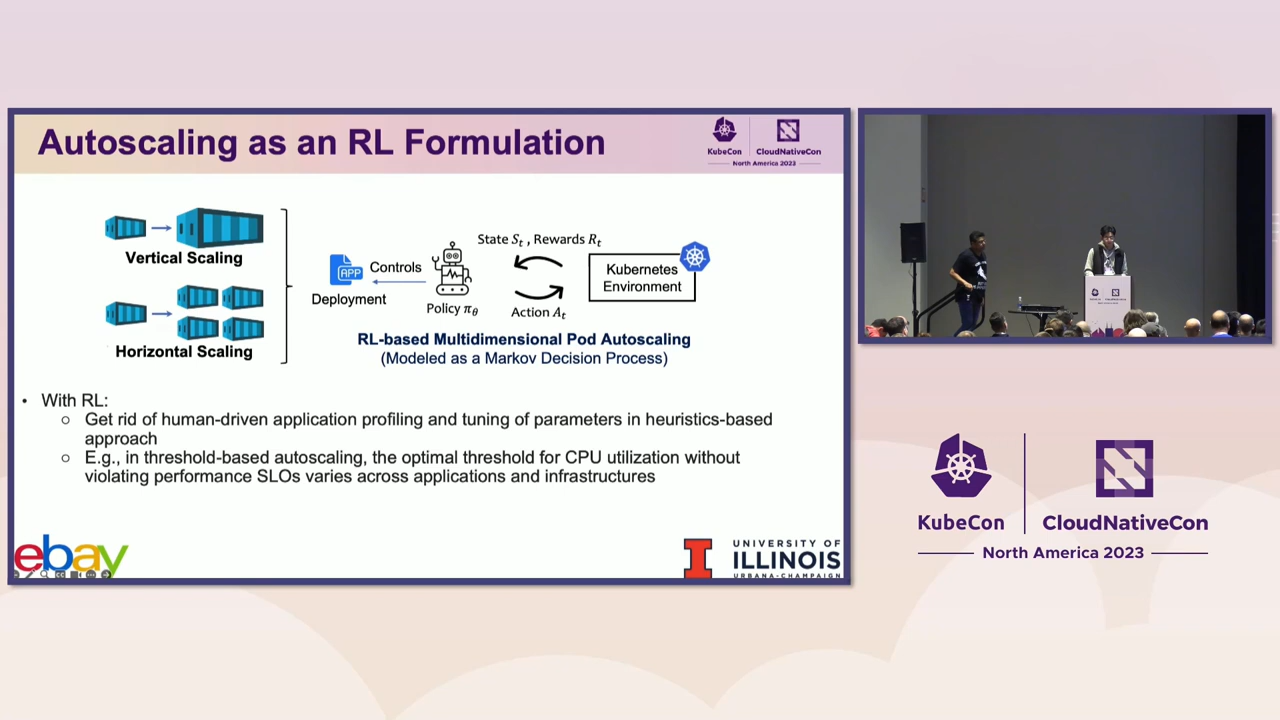 Autoscaling as an RL Formulation
KubeCon
CloudNativeCon
North America 2023
Vertical Scaling
Horizontal Scaling
APP
Deployment
Controls
Policy πθ
State St , Rewards Rt
Action At
Kubernetes
Environment
RL-based Multidimensional Pod Autoscaling
(Modeled as a Markov Decision Process)
• With RL:
○ Get rid of human-driven application profiling and tuning of parameters in heuristics-based
approach
○ E.g., in threshold-based autoscaling, the optimal threshold for CPU utilization without
violating performance SLOs varies across applications and infrastructures
ebay
UNIVERSITY OF
ILLINOIS
URBANA-CHAMPAIGN
KubeCon
CloudNativeCon
North America 2023